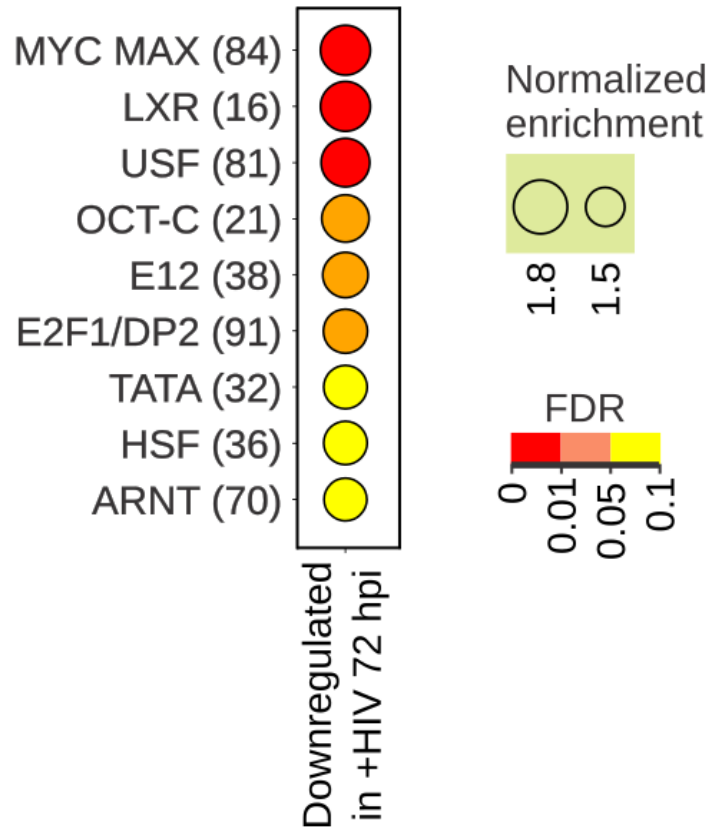 MYC MAX (84)
LXR (16)
USF (81)
OCT-C (21)
E12 (38)
E2F1/DP2 (91)
TATA (32)
HSF (36)
ARNT (70)
Downregulated
in +HIV 72 hpi
Normalized
enrichment
1.8
1.5
FDR
0
0.01
0.05
0.1